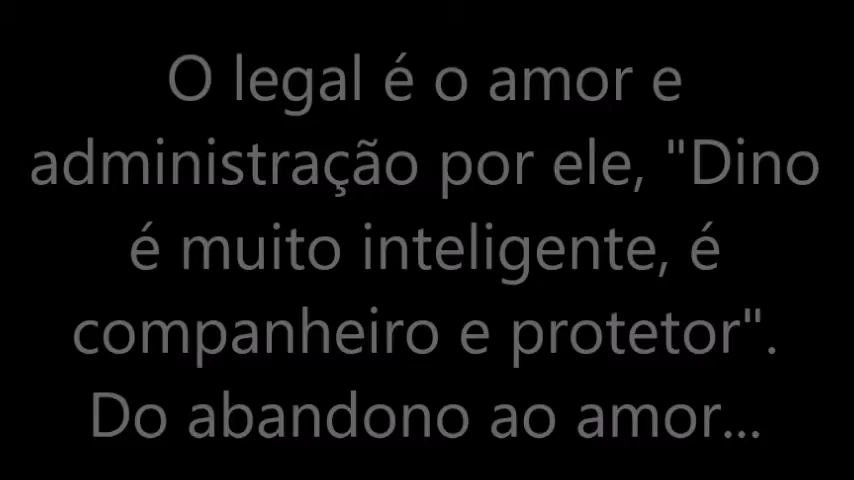 O legal é o amor e
administração por ele, "Dino
é muito inteligente, é
companheiro e protetor".
Do abandono ao amor...